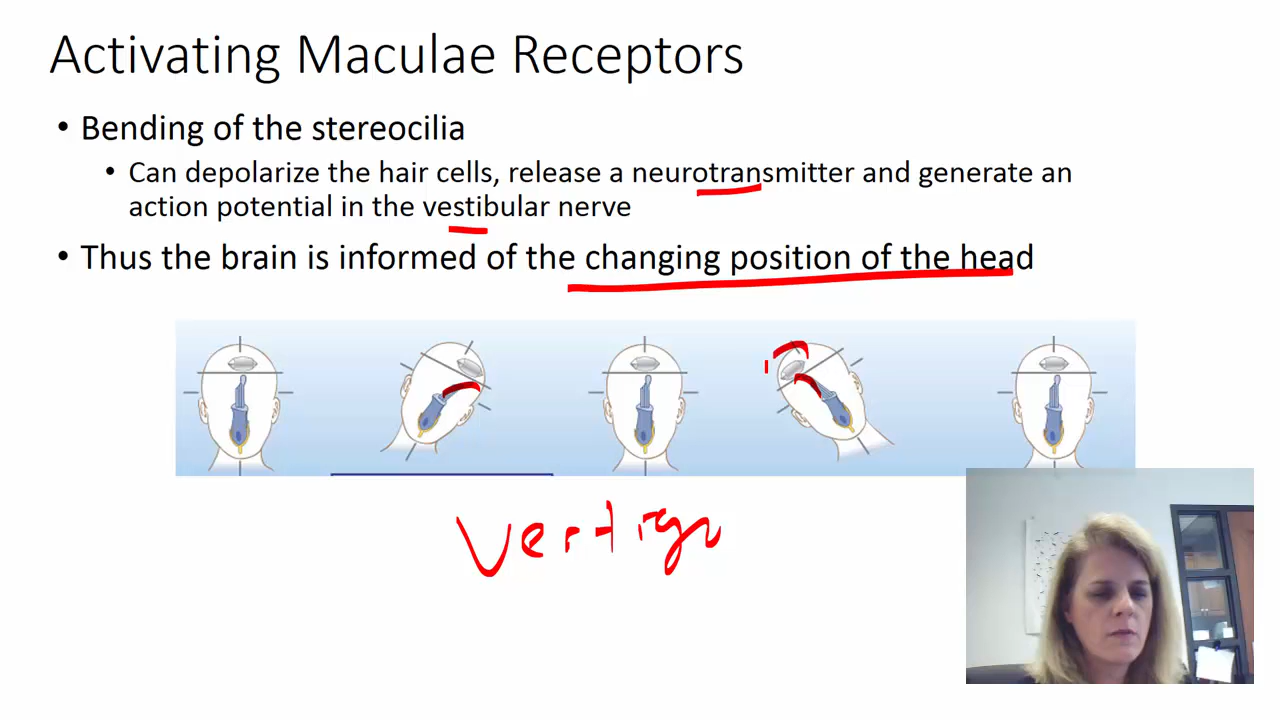 Activating Maculae Receptors
• Bending of the stereocilia
• Can depolarize the hair cells, release a neurotransmitter and generate an
action potential in the vestibular nerve
• Thus the brain is informed of the changing position of the head
Vertigo